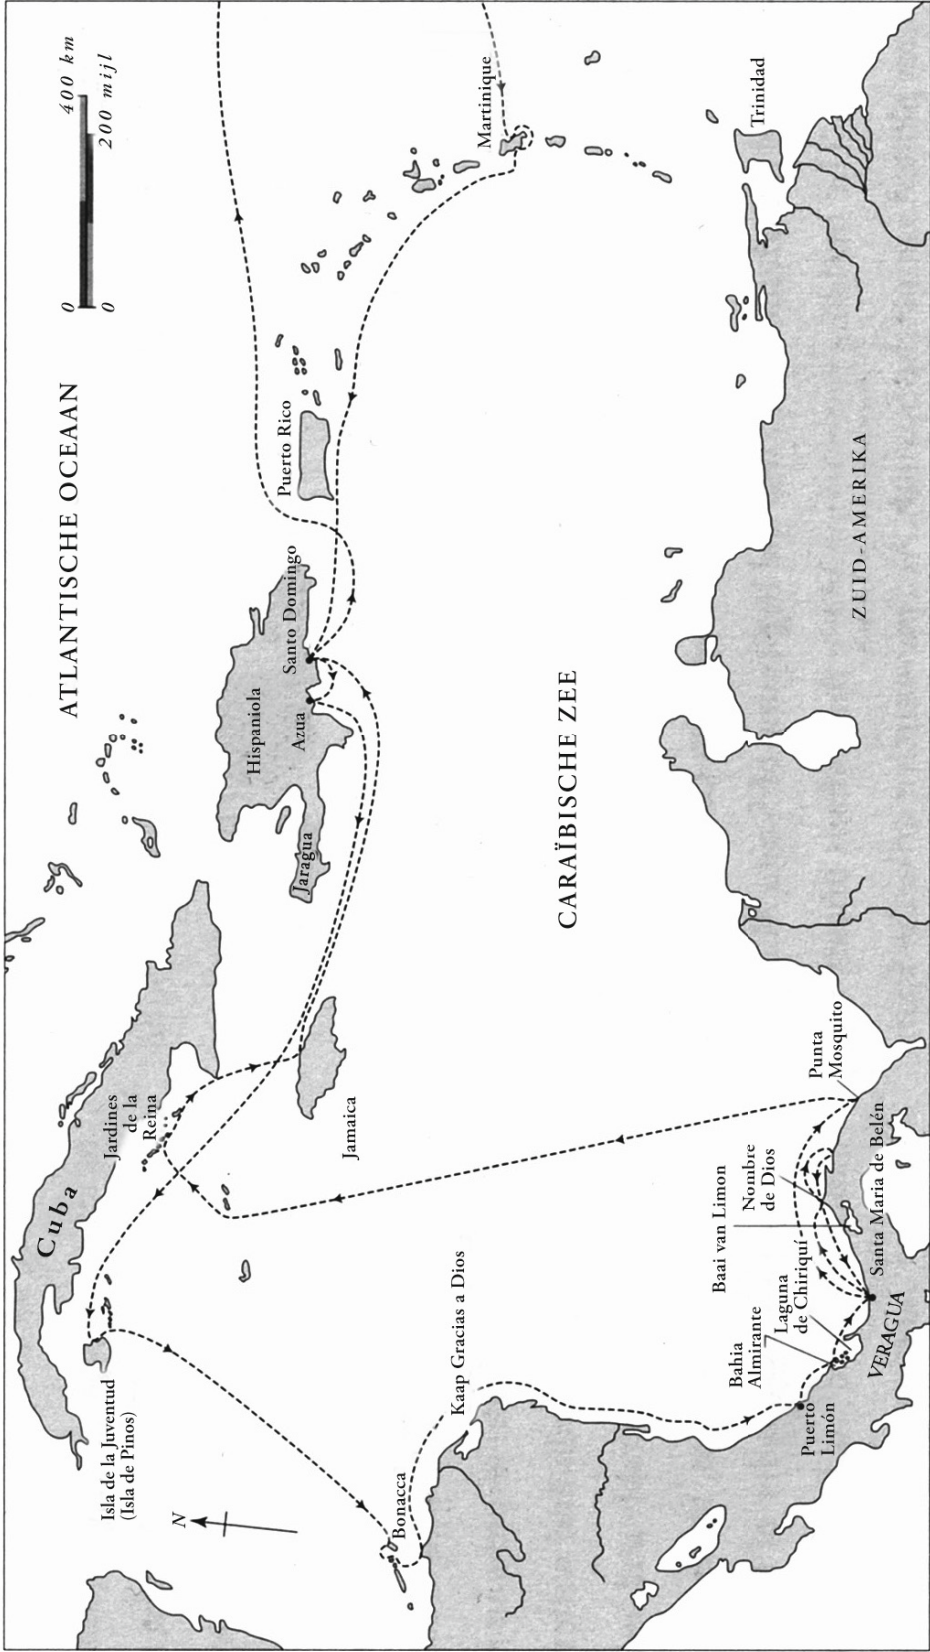 ATLANTISCHE OCEAAN
0 400 km
0 200 mijl
N
Cuba
Isla de la Juventud
(Isla de Pinos)
Jardines
de la
Reina
Hispaniola
Santo Domingo
Azua
Jaragua
Puerto Rico
Jamaica
Martinique
Bonacca
Kaap Gracias a Dios
CARAÏBISCHE ZEE
Trinidad
Baai van Limon
Nombre
de Dios
Punta
Mosquito
Bahia
Almirante
Laguna
de Chiriquí
Puerto
Limón
Santa Maria de Belén
VERAGUA
ZUID-AMERIKA